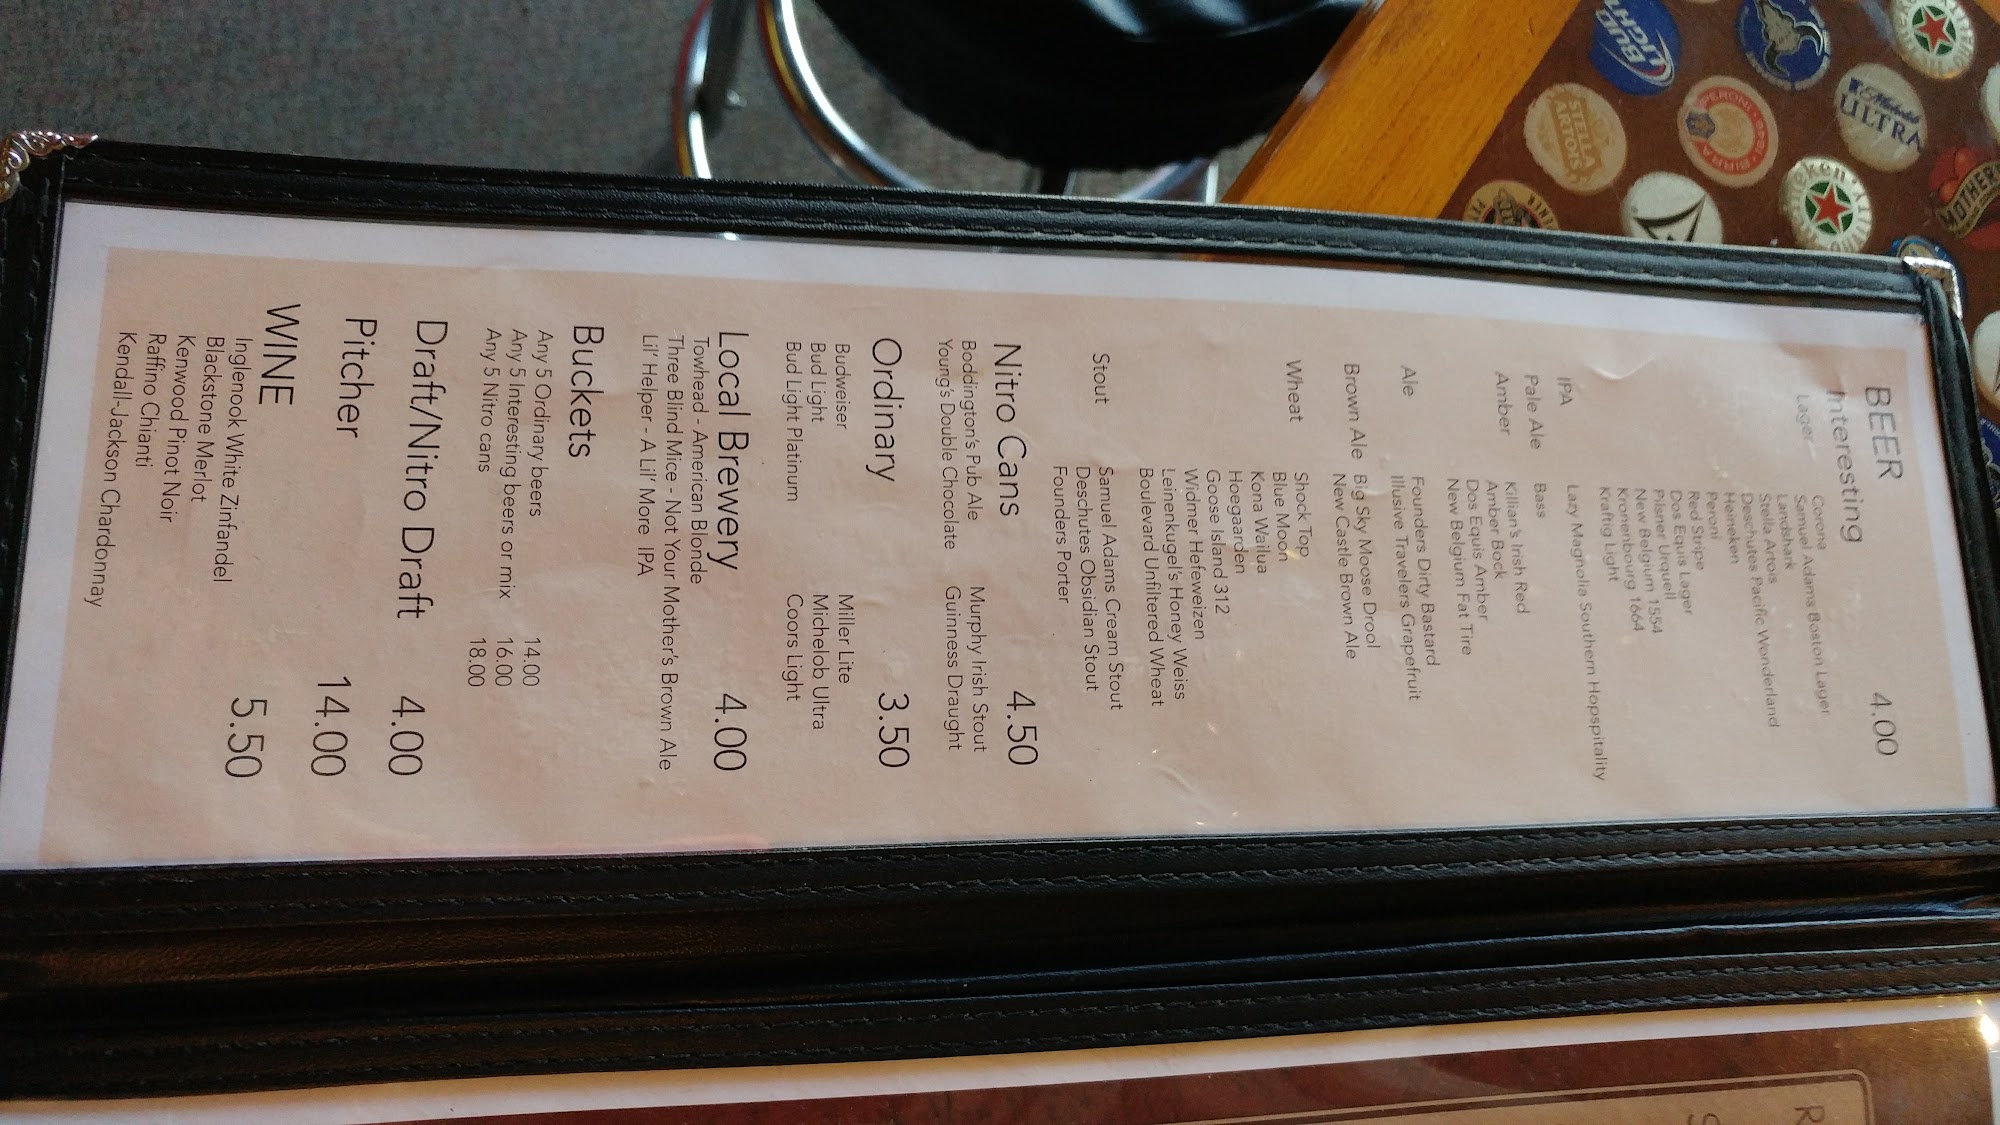 BEER 4.00
Interesting
Lager Corona
Samuel Adams Boston Lager
Landshark
Stella Artois
Deschutes Pacific Wonderland
Heineken
Peroni
Red Stripe
Dos Equis Lager
Pilsner Urquell
New Belgium 1554
Kronenbourg 1664
Kraftig Light
IPA Lazy Magnolia Southern Hopspitality
Pale Ale Bass
Amber Killian's Irish Red
Amber Bock
Dos Equis Amber
New Belgium Fat Tire
Ale Founders Dirty Bastard
Illusive Travelers Grapefruit
Brown Ale Big Sky Moose Drool
New Castle Brown Ale
Wheat Shock Top
Blue Moon
Kona Wailua
Hoegaarden
Goose Island 312
Widmer Hefeweizen
Leinenkugel's Honey Weiss
Boulevard Unfiltered Wheat
Stout Samuel Adams Cream Stout
Deschutes Obsidian Stout
Founders Porter
Nitro Cans 4.50
Boddington's Pub Ale Murphy Irish Stout
Young's Double Chocolate Guinness Draught
Ordinary 3.50
Budweiser Miller Lite
Bud Light Michelob Ultra
Bud Light Platinum Coors Light
Local Brewery 4.00
Towhead - American Blonde
Three Blind Mice - Not Your Mother's Brown Ale
Lil' Helper - A Lil' More IPA
Buckets
Any 5 Ordinary beers 14.00
Any 5 Interesting beers or mix 16.00
Any 5 Nitro cans 18.00
Draft/Nitro Draft 4.00
Pitcher 14.00
WINE 5.50
Inglenook White Zinfandel
Blackstone Merlot
Kenwood Pinot Noir
Raffino Chianti
Kendall-Jackson Chardonnay
BUD
LIGHT
STELLA
ARTOIS
PERONI
BIRRA
1846
ULTRA
MOTHER'S